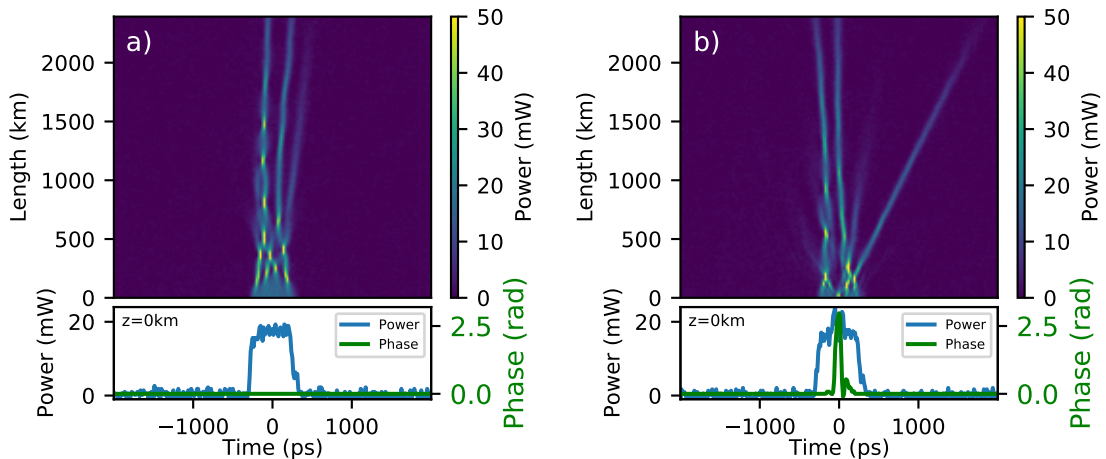 a)
Length (km)
2000
1500
1000
500
0
50
40
30
20
10
0
Power (mW)
z=0km
Power
Phase
Power (mW)
20
0
2.5
0.0
Phase (rad)
−1000 0 1000
Time (ps)
b)
Length (km)
2000
1500
1000
500
0
50
40
30
20
10
0
Power (mW)
z=0km
Power
Phase
Power (mW)
20
0
2.5
0.0
Phase (rad)
−1000 0 1000
Time (ps)